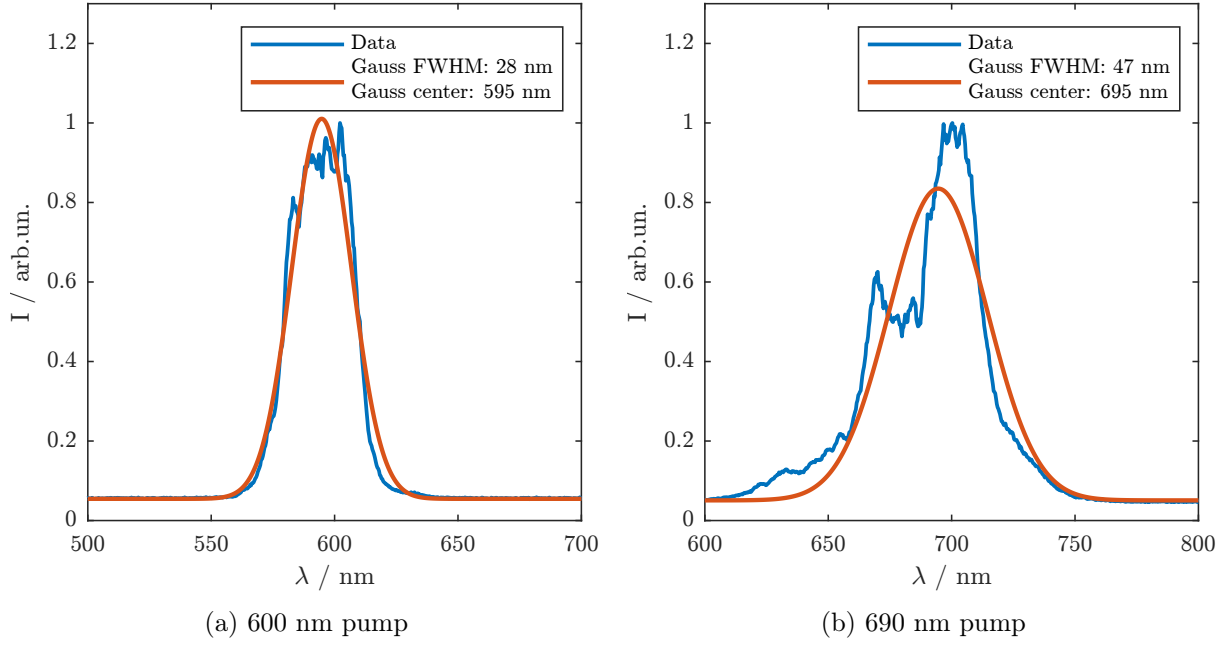 1.2
1
0.8
0.6
0.4
0.2
0
I / arb.un.
500
550
600
650
700
λ / nm
Data
Gauss FWHM: 28 nm
Gauss center: 595 nm
(a) 600 nm pump
1.2
1
0.8
0.6
0.4
0.2
0
I / arb.un.
600
650
700
750
800
λ / nm
Data
Gauss FWHM: 47 nm
Gauss center: 695 nm
(b) 690 nm pump